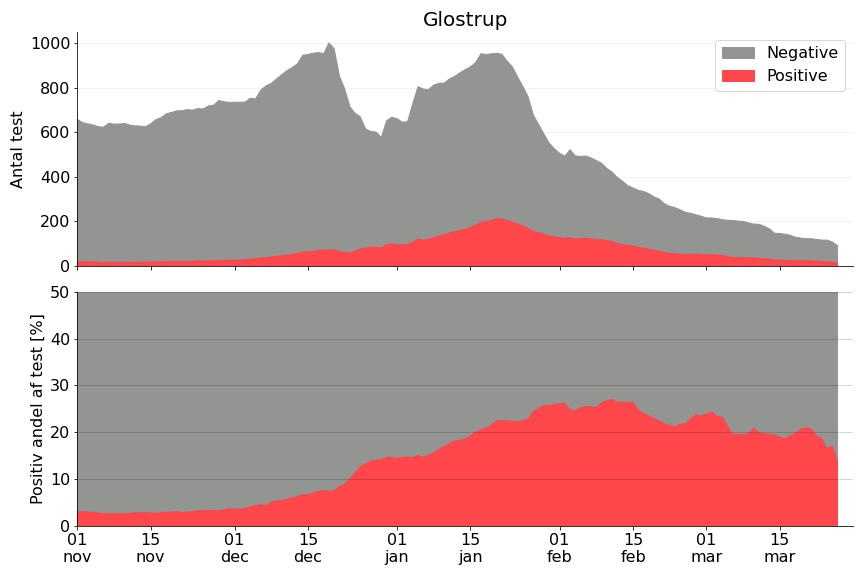 Glostrup
Antal test
1000
800
600
400
200
0
Negative
Positive
Positiv andel af test [%]
50
40
30
20
10
0
01 nov
15 nov
01 dec
15 dec
01 jan
15 jan
01 feb
15 feb
01 mar
15 mar